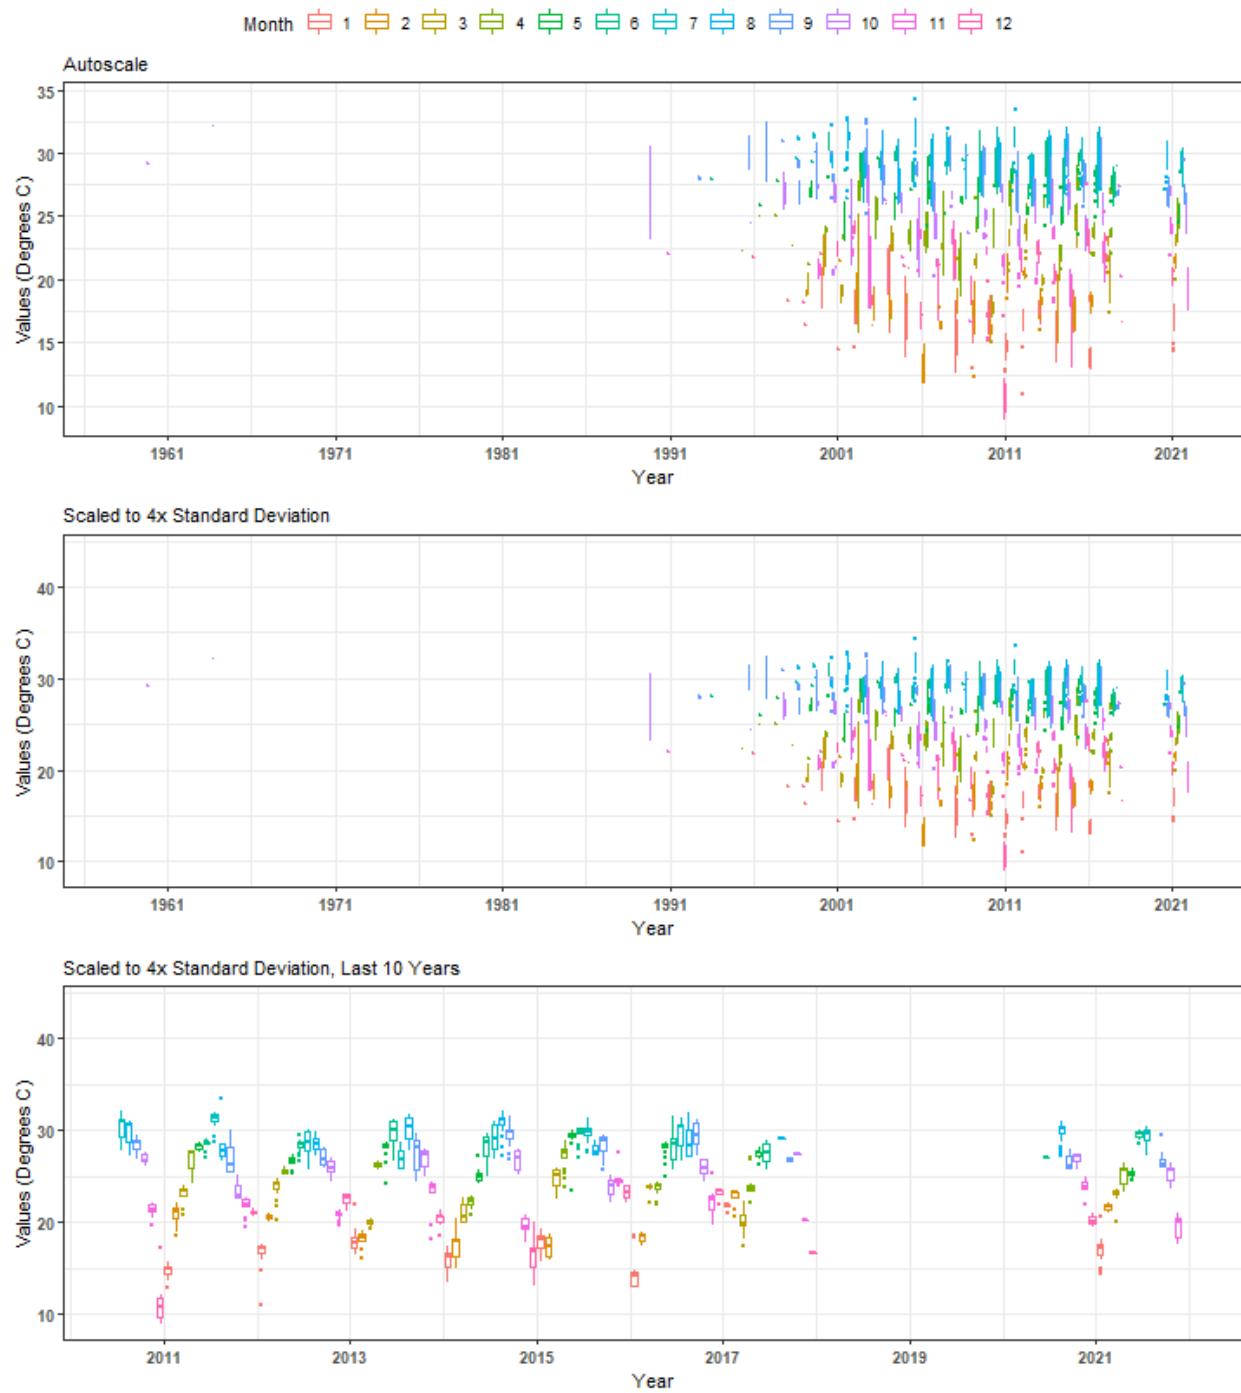 Month 1 2 3 4 5 6 7 8 9 10 11 12
Autoscale
35
30
25
20
15
10
Values (Degrees C)
1961 1971 1981 1991 2001 2011 2021
Year
Scaled to 4x Standard Deviation
40
30
20
10
Values (Degrees C)
1961 1971 1981 1991 2001 2011 2021
Year
Scaled to 4x Standard Deviation, Last 10 Years
40
30
20
10
Values (Degrees C)
2011 2013 2015 2017 2019 2021
Year